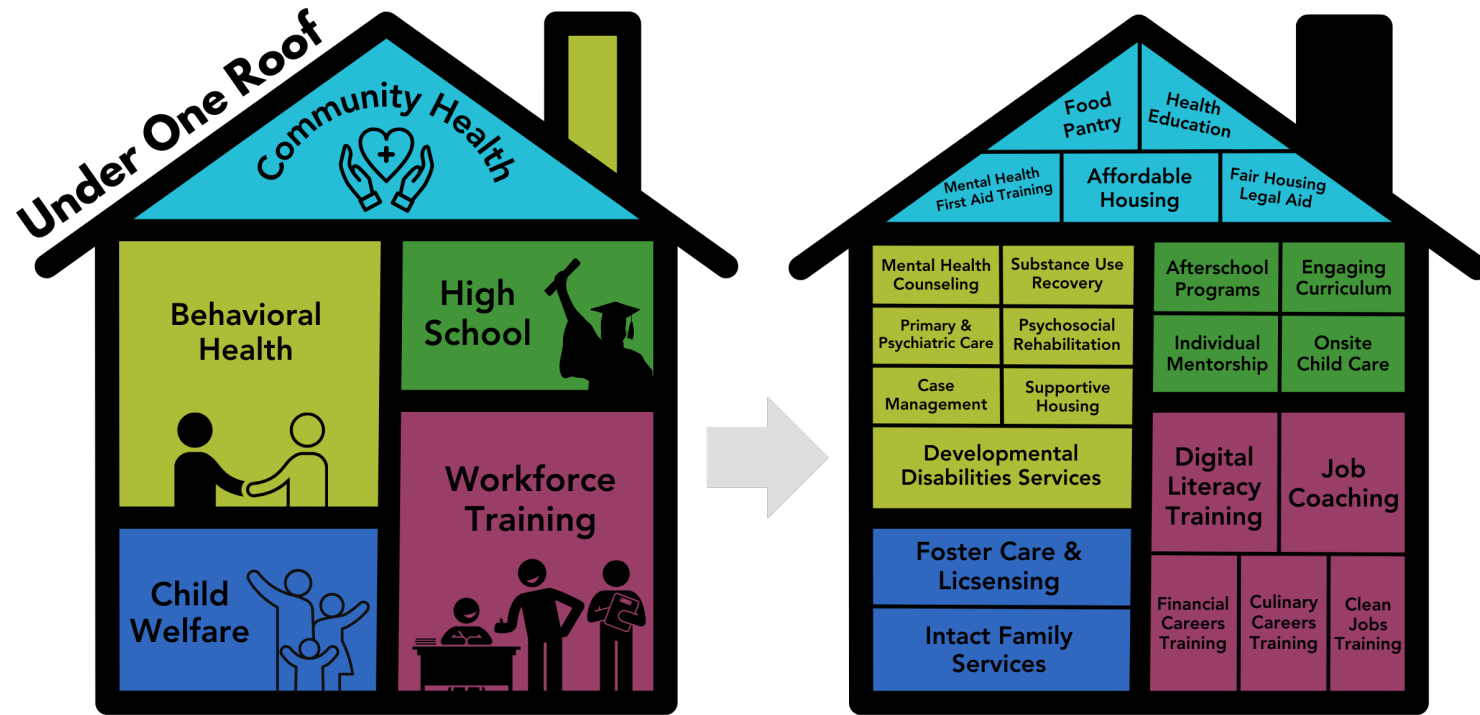 Under One Roof
Community Health
Behavioral
Health
High
School
Workforce
Training
Child
Welfare
Food
Pantry
Health
Education
Mental Health
First Aid Training
Affordable
Housing
Fair Housing
Legal Aid
Mental Health
Counseling
Substance Use
Recovery
Primary &
Psychiatric Care
Psychosocial
Rehabilitation
Case
Management
Supportive
Housing
Developmental
Disabilities Services
Afterschool
Programs
Engaging
Curriculum
Individual
Mentorship
Onsite
Child Care
Foster Care &
Licsensing
Intact Family
Services
Digital
Literacy
Training
Job
Coaching
Financial
Careers
Training
Culinary
Careers
Training
Clean
Jobs
Training